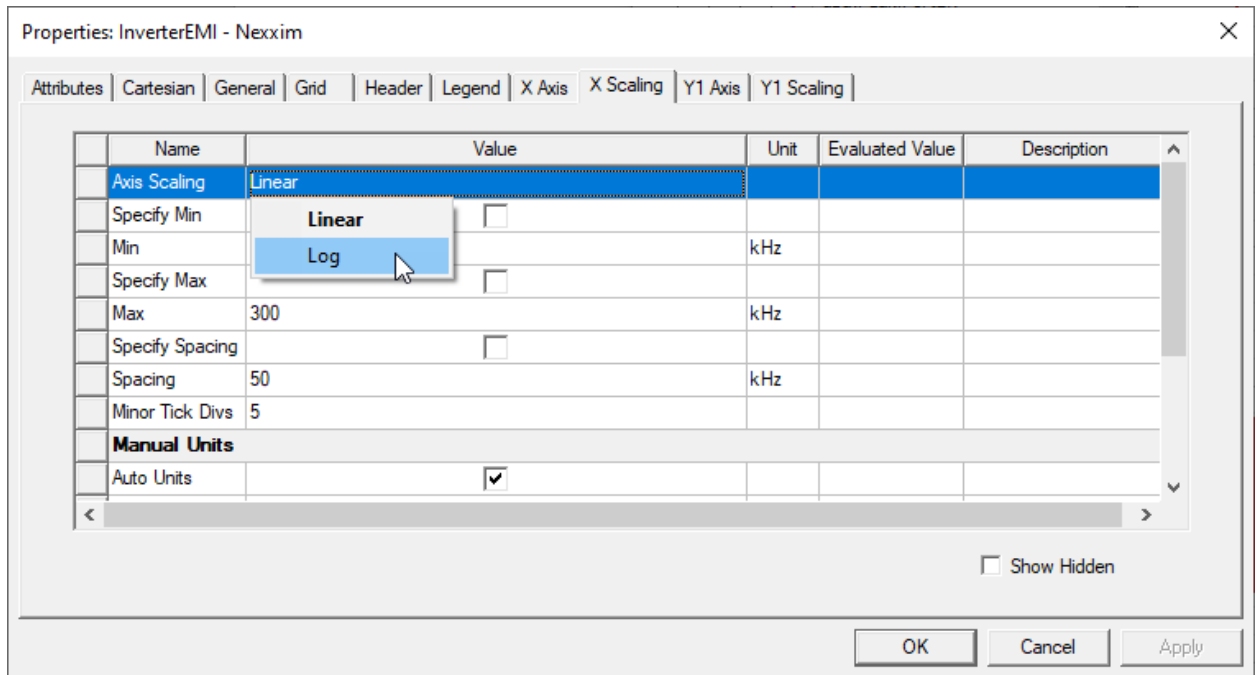 Properties: InverterEMI - Nexxim
Attributes Cartesian General Grid Header Legend X Axis X Scaling Y1 Axis Y1 Scaling
Name Value Unit Evaluated Value Description
Axis Scaling Linear
Specify Min Linear
Min Log kHz
Specify Max
Max 300 kHz
Specify Spacing
Spacing 50 kHz
Minor Tick Divs 5
Manual Units
Auto Units
Show Hidden
OK Cancel Apply